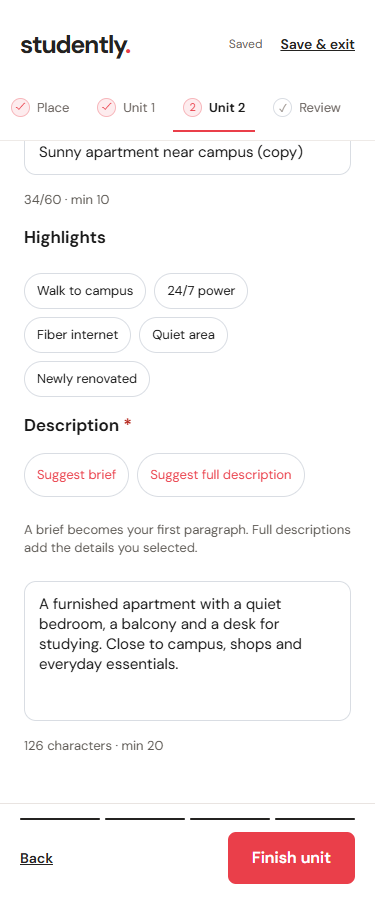 studently.
Saved Save & exit
Place Unit 1 2 Unit 2 Review
Sunny apartment near campus (copy)
34/60 · min 10
Highlights
Walk to campus 24/7 power
Fiber internet Quiet area
Newly renovated
Description *
Suggest brief Suggest full description
A brief becomes your first paragraph. Full descriptions
add the details you selected.
A furnished apartment with a quiet
bedroom, a balcony and a desk for
studying. Close to campus, shops and
everyday essentials.
126 characters · min 20
Back Finish unit